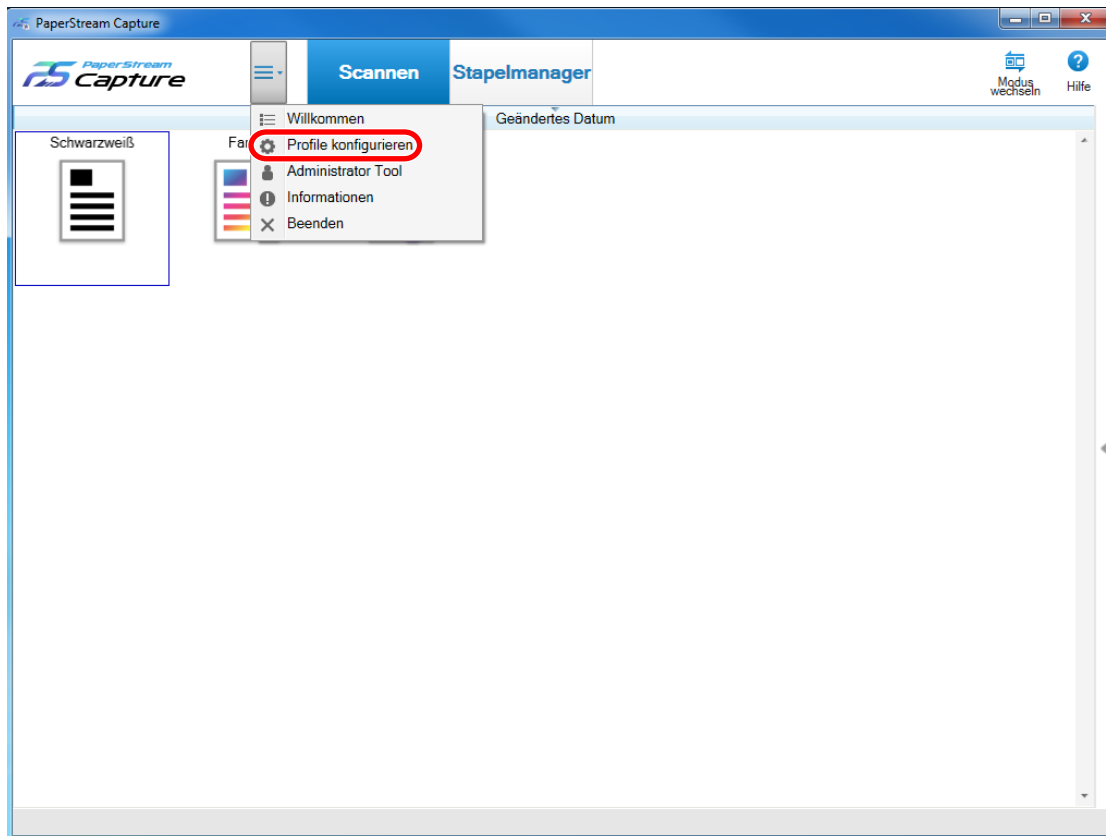 PaperStream Capture
PaperStream
Capture
Scannen
Stapelmanager
Modus
wechseln
Hilfe
Geändertes Datum
Willkommen
Profile konfigurieren
Administrator Tool
Informationen
Beenden
Schwarzweiß